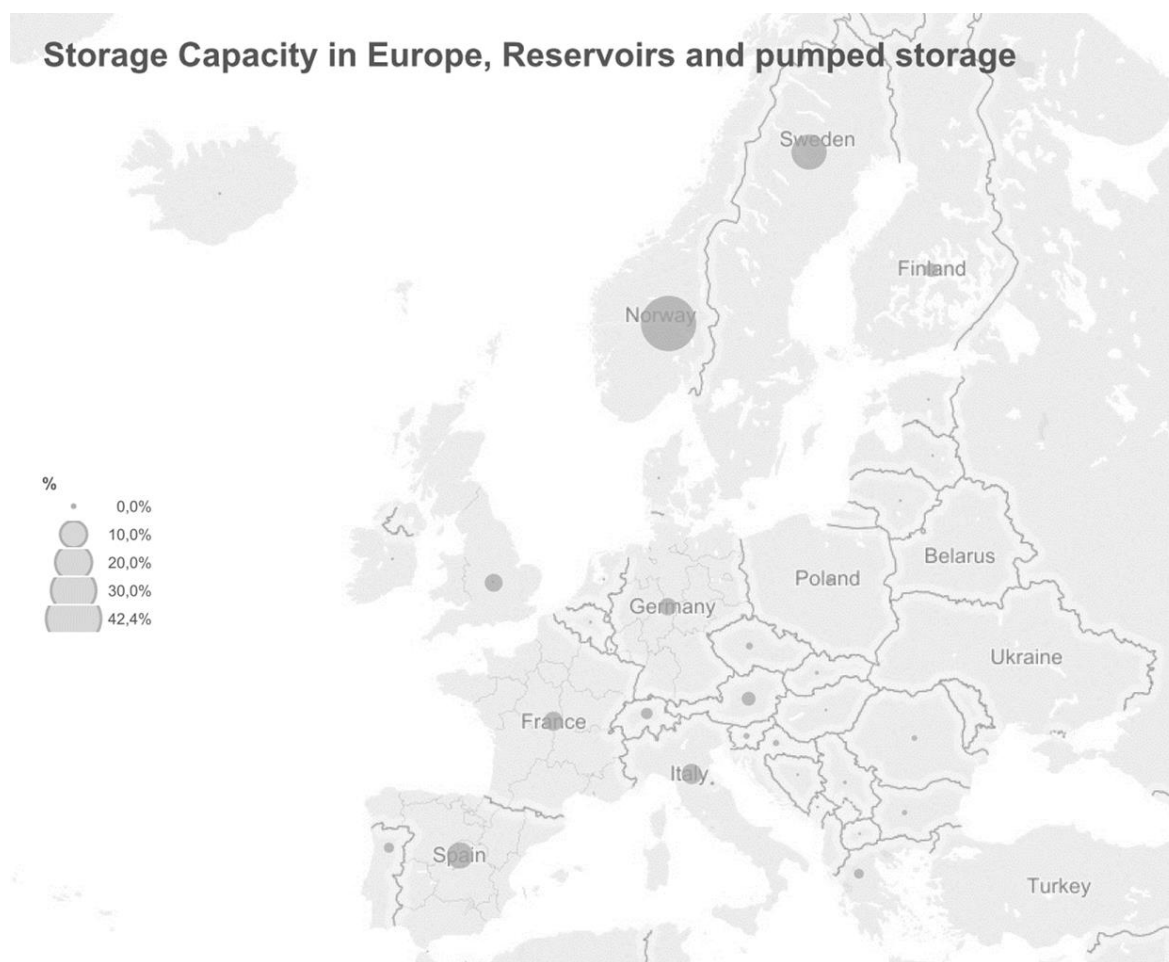 Storage Capacity in Europe, Reservoirs and pumped storage
Sweden
Finland
Norway
%
0,0%
10,0%
20,0%
30,0%
42,4%
Belarus
Poland
Germany
Ukraine
France
Italy
Spain
Turkey